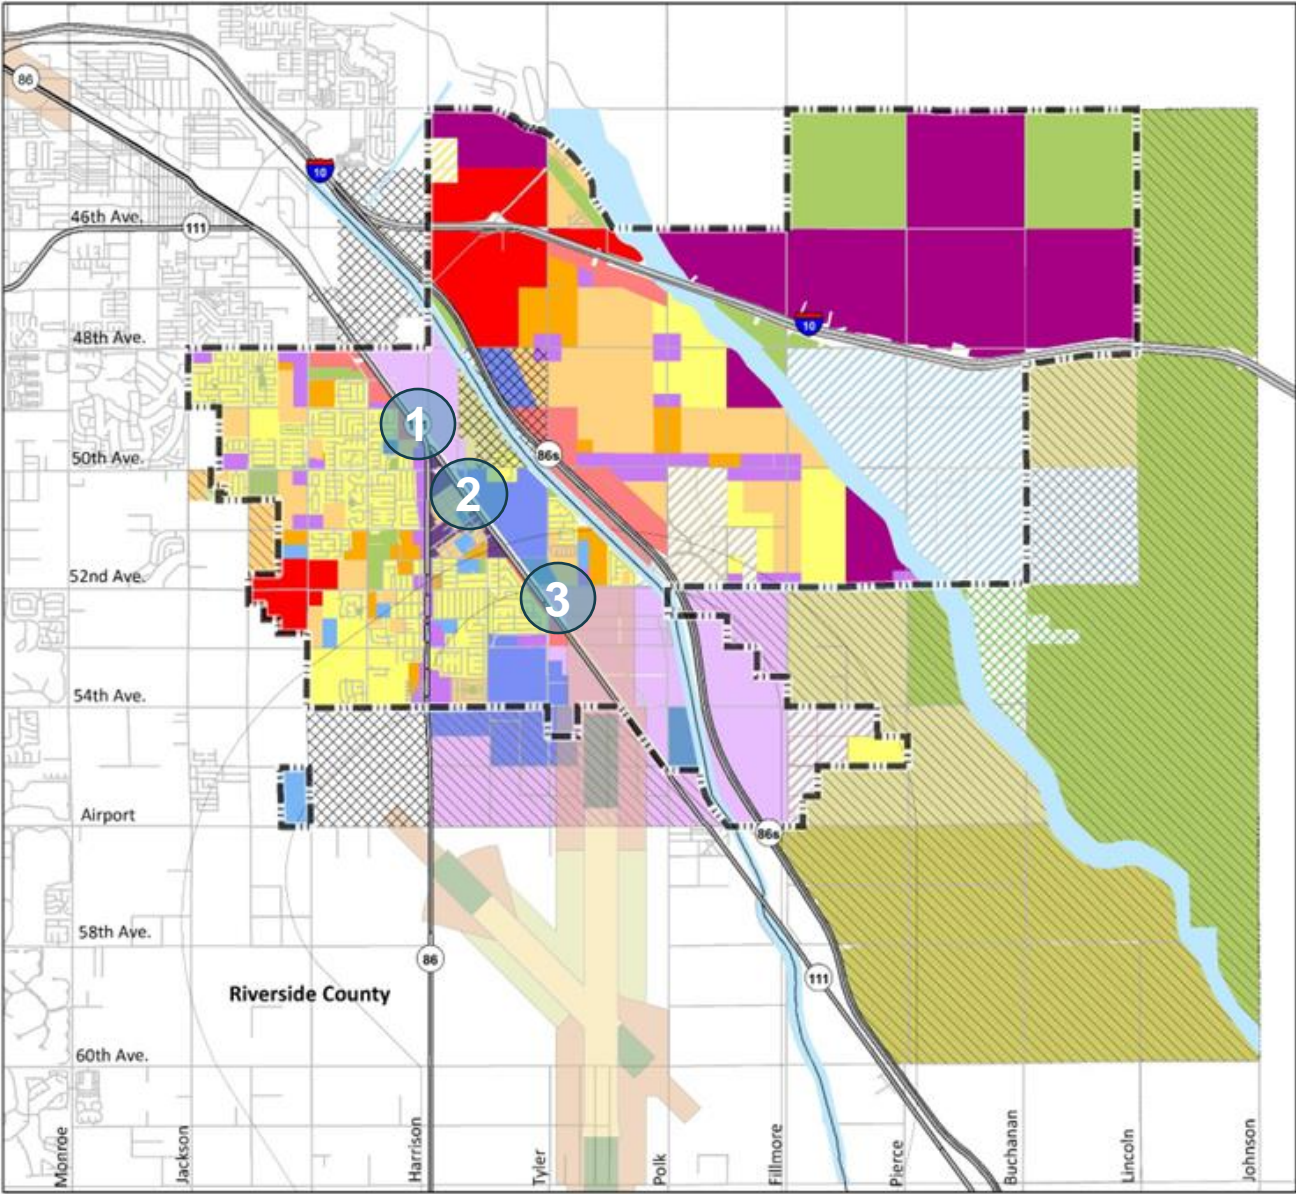 86
10
46th Ave.
111
48th Ave.
10
1
50th Ave.
86s
2
52nd Ave.
3
54th Ave.
Airport
86s
58th Ave.
86
111
Riverside County
60th Ave.
Monroe
Jackson
Harrison
Tyler
Polk
Fillmore
Pierce
Buchanan
Lincoln
Johnson